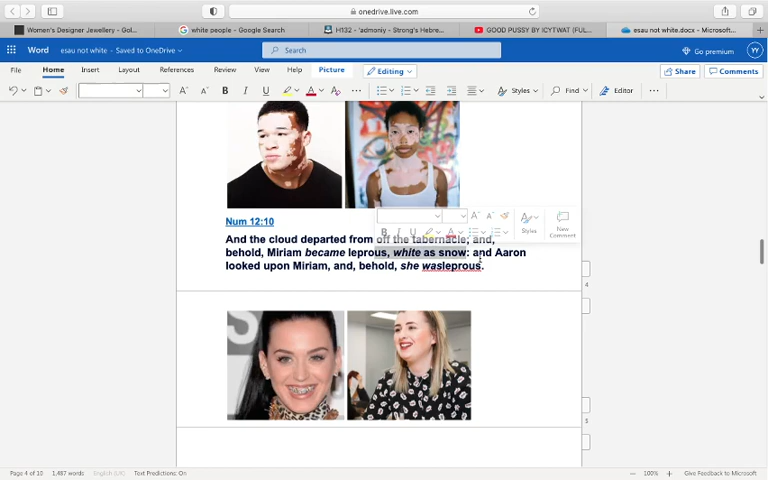 onedrive.live.com
Women's Designer Jewellery - Gol...
white people - Google Search
H132 - 'admoniy - Strong's Hebre...
GOOD PUSSY BY ICYTWAT (FUL...
esau not white.docx - Microsoft...
Word
esau not white - Saved to OneDrive
Search
Go premium
YY
File
Home
Insert
Layout
References
Review
View
Help
Picture
Editing
Share
Comments
B
I
U
A
Styles
Find
Editor
Num 12:10
B
I
U
A
Styles
New
Comment
And the cloud departed from off the tabernacle; and,
behold, Miriam became leprous, white as snow: and Aaron
looked upon Miriam, and, behold, she wasleprous.
4
5
Page 4 of 10
1,487 words
English (UK)
Text Predictions: On
100%
Give Feedback to Microsoft